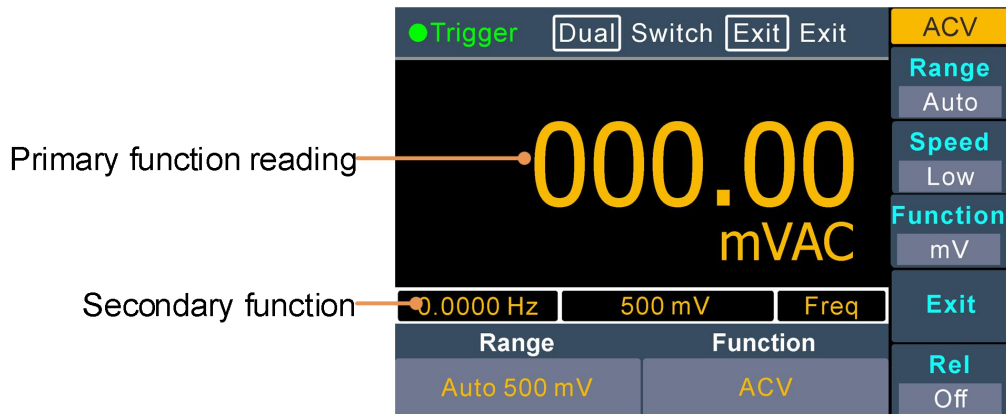 Trigger Dual Switch Exit Exit
ACV
Range
Auto
Speed
Low
Function
mV
Exit
Rel
Off
Primary function reading
000.00
mVAC
Secondary function
0.0000 Hz 500 mV Freq
Range Function
Auto 500 mV ACV